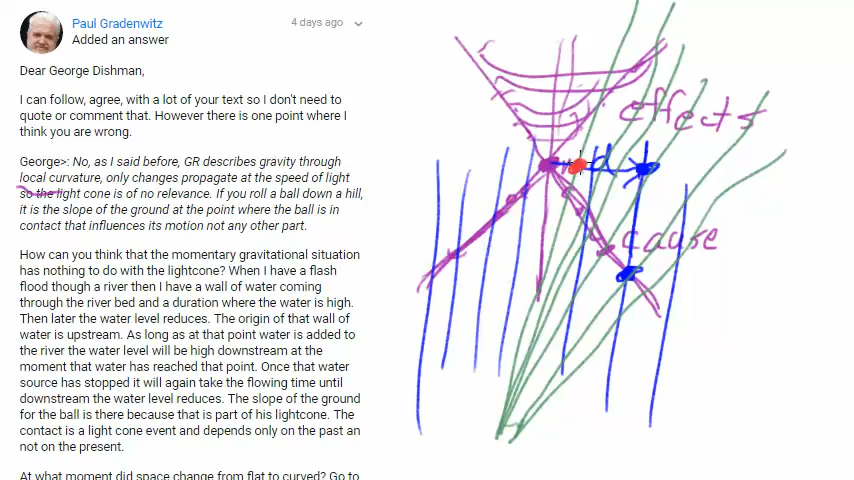 Paul Gradenwitz
4 days ago
Added an answer
Dear George Dishman,
I can follow, agree, with a lot of your text so I don't need to
quote or comment that. However there is one point where I
think you are wrong.
George>: No, as I said before, GR describes gravity through
local curvature, only changes propagate at the speed of light
so the light cone is of no relevance. If you roll a ball down a hill,
it is the slope of the ground at the point where the ball is in
contact that influences its motion not any other part.
How can you think that the momentary gravitational situation
has nothing to do with the lightcone? When I have a flash
flood though a river then I have a wall of water coming
through the river bed and a duration where the water is high.
Then later the water level reduces. The origin of that wall of
water is upstream. As long as at that point water is added to
the river the water level will be high downstream at the
moment that water has reached that point. Once that water
source has stopped it will again take the flowing time until
downstream the water level reduces. The slope of the ground
for the ball is there because that is part of his lightcone. The
contact is a light cone event and depends only on the past an
not on the present.
At what moment did space change from flat to curved? Go to
effects
d
cause